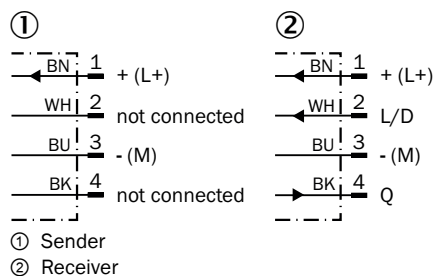 ① ②
BN 1 + (L+) BN 1 + (L+)
WH 2 not connected WH 2 L/D
BU 3 - (M) BU 3 - (M)
BK 4 not connected BK 4 Q
① Sender
② Receiver